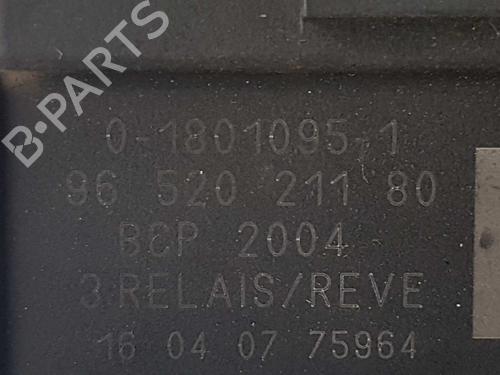 B-PARTS
0-1801095-1
96 520 211 80
BCP 2004
3 RELAIS/REVE
16 04 07 75964